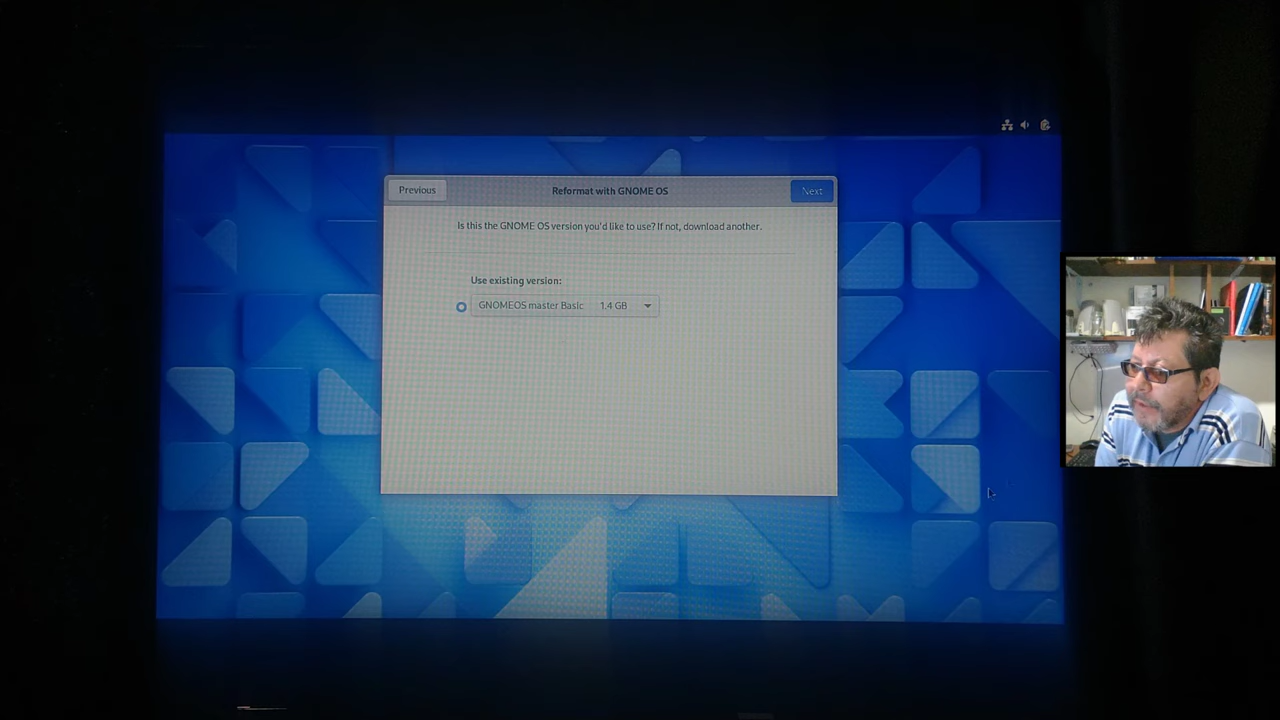 Previous
Reformat with GNOME OS
Next
Is this the GNOME OS version you'd like to use? If not, download another.
Use existing version:
GNOMEOS master Basic 1.4 GB